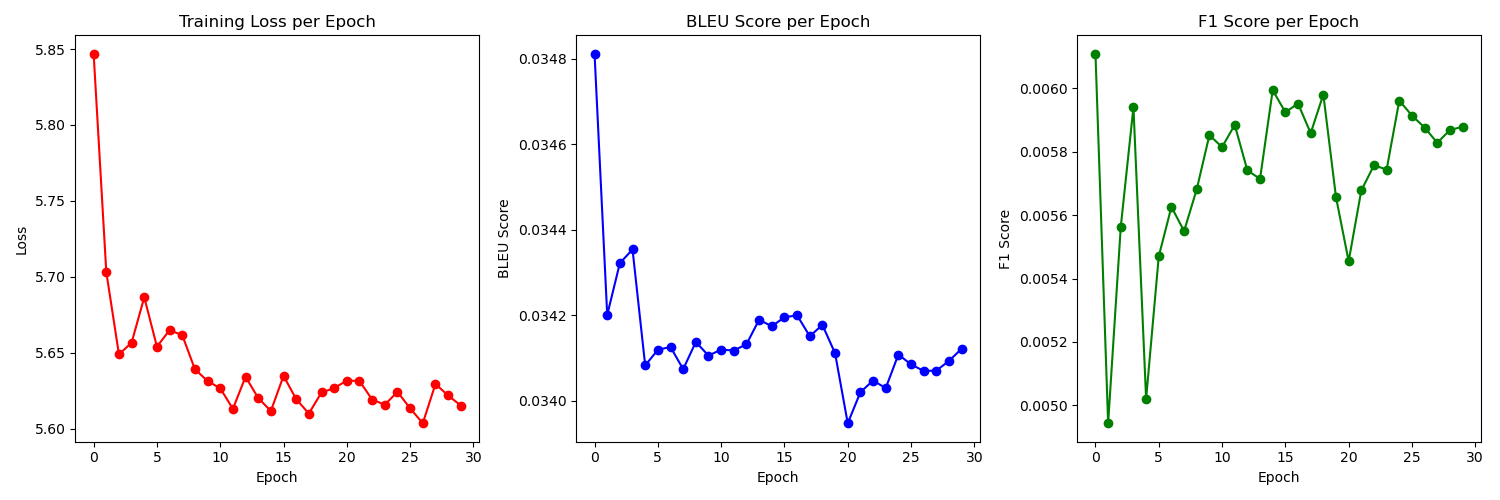 Training Loss per Epoch
5.85
5.80
5.75
5.70
5.65
5.60
Loss
0 5 10 15 20 25 30
Epoch
BLEU Score per Epoch
0.0348
0.0346
0.0344
0.0342
0.0340
BLEU Score
0 5 10 15 20 25 30
Epoch
F1 Score per Epoch
0.0060
0.0058
0.0056
0.0054
0.0052
0.0050
F1 Score
0 5 10 15 20 25 30
Epoch